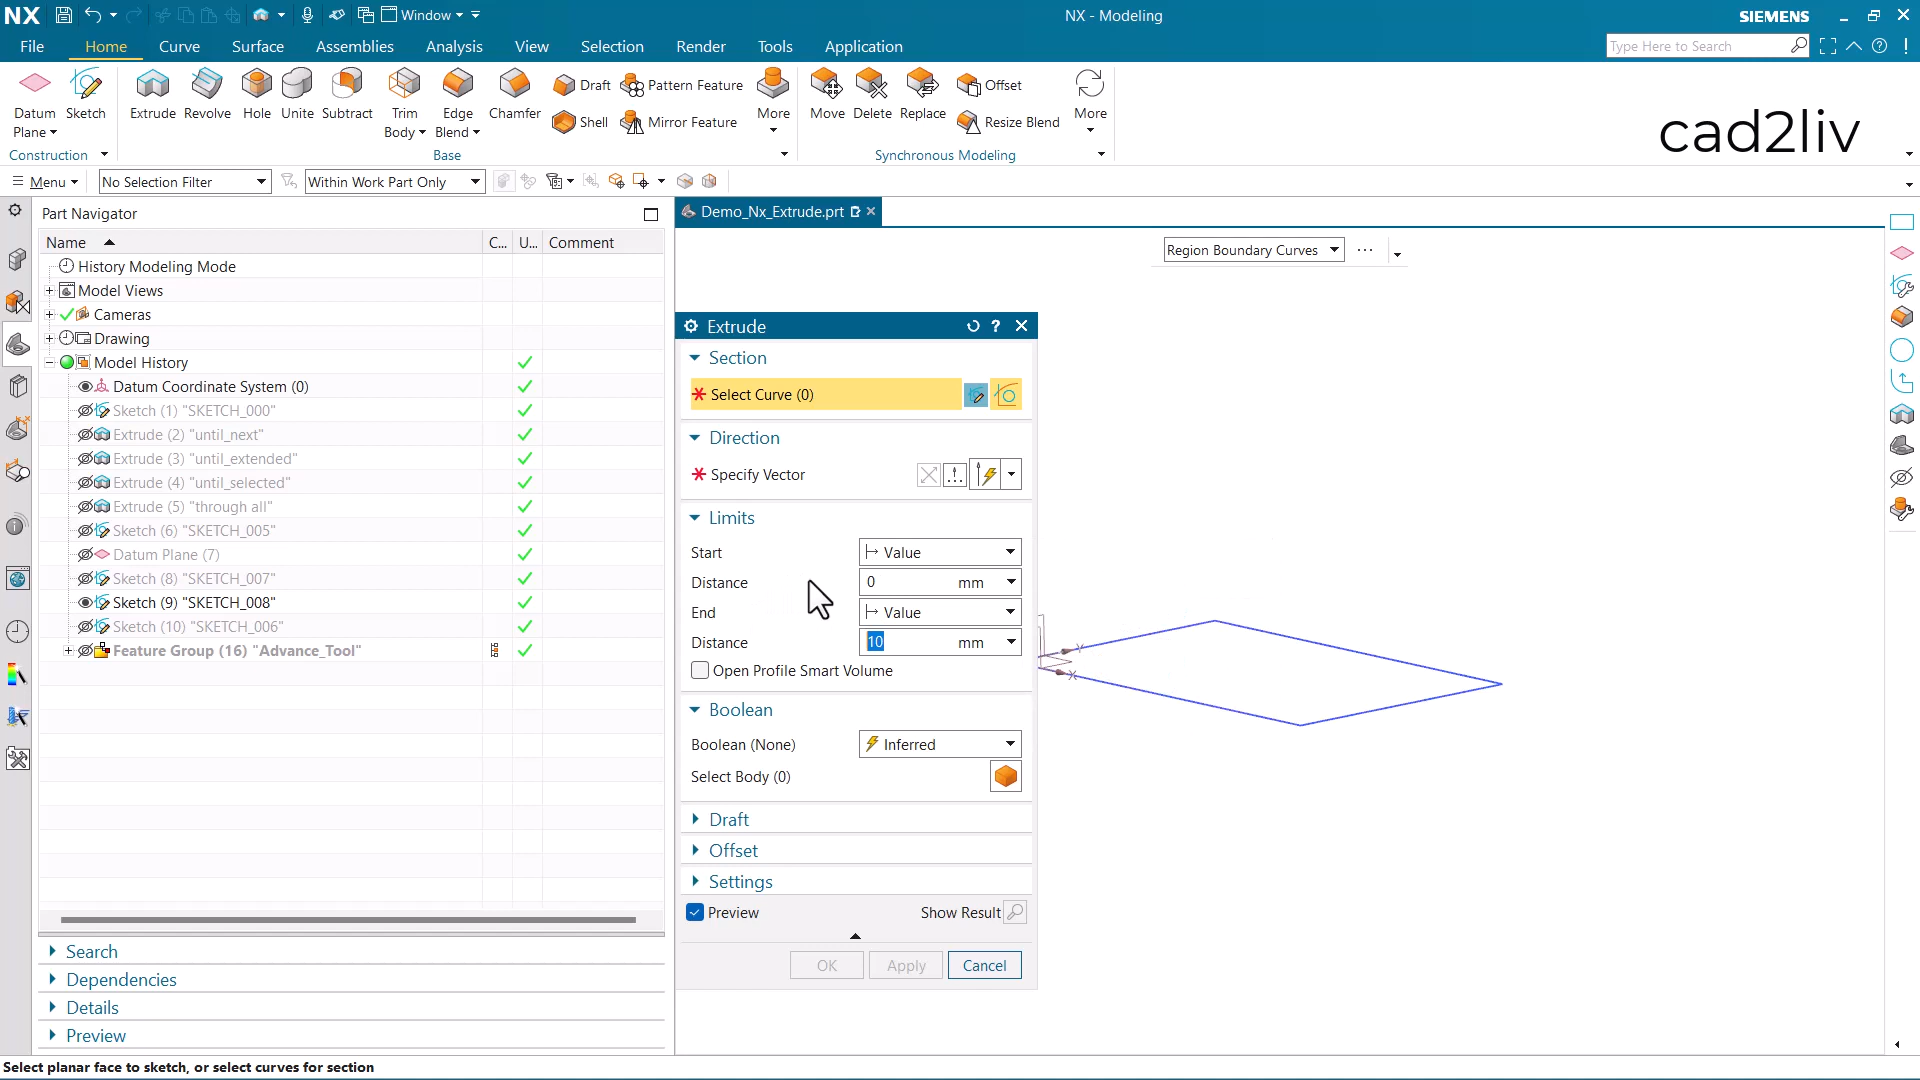 NX Window NX - Modeling SIEMENS
File Home Curve Surface Assemblies Analysis View Selection Render Tools Application Type Here to Search
Datum Plane Sketch Extrude Revolve Hole Unite Subtract Trim Body Edge Blend Chamfer Draft Shell Pattern Feature Mirror Feature More Move Delete Replace Offset Resize Blend More
cad2liv
Construction Base Synchronous Modeling
Menu No Selection Filter Within Work Part Only
Part Navigator
Name C... U... Comment
History Modeling Mode
Model Views
Cameras
Drawing
Model History
Datum Coordinate System (0)
Sketch (1) "SKETCH_000"
Extrude (2) "until_next"
Extrude (3) "until_extended"
Extrude (4) "until_selected"
Extrude (5) "through all"
Sketch (6) "SKETCH_005"
Datum Plane (7)
Sketch (8) "SKETCH_007"
Sketch (9) "SKETCH_008"
Sketch (10) "SKETCH_006"
Feature Group (16) "Advance_Tool"
Search
Dependencies
Details
Preview
Demo_Nx_Extrude.prt
Region Boundary Curves
Extrude
Section
* Select Curve (0)
Direction
* Specify Vector
Limits
Start Value
Distance 0 mm
End Value
Distance 10 mm
Open Profile Smart Volume
Boolean
Boolean (None) Inferred
Select Body (0)
Draft
Offset
Settings
Preview Show Result
OK Apply Cancel
Y
X
Select planar face to sketch, or select curves for section